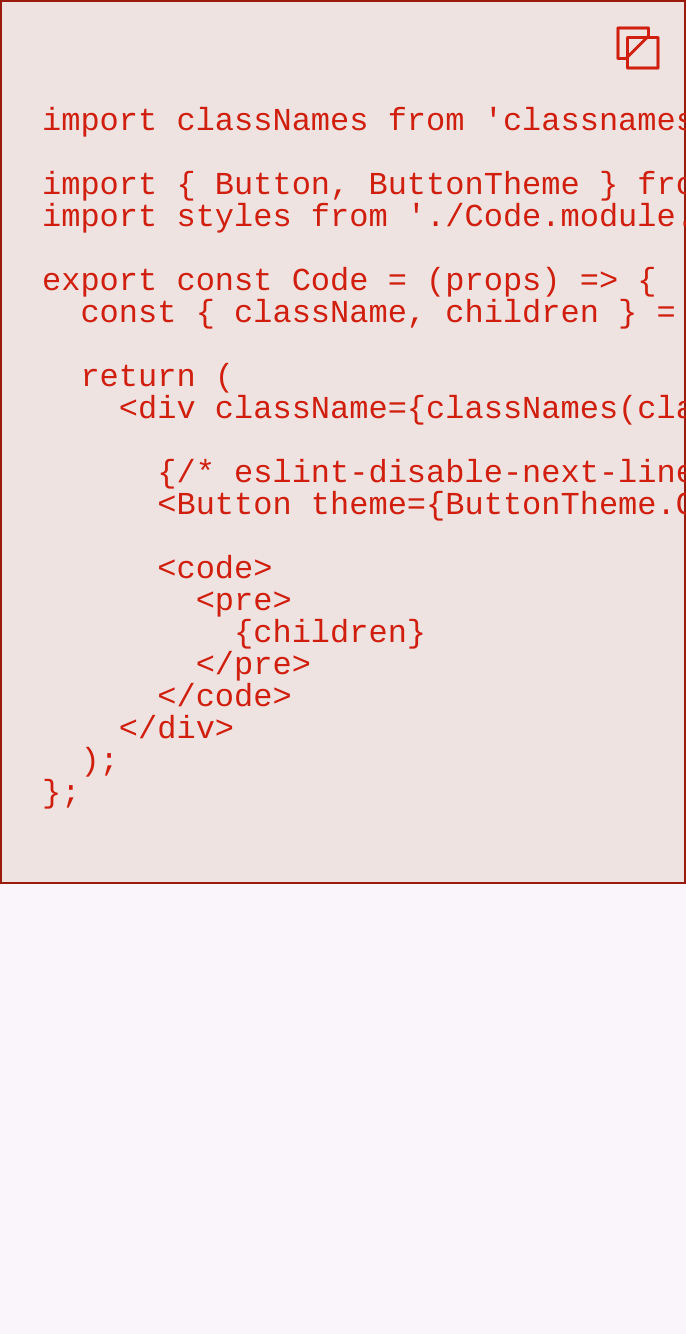 import classNames from 'classnames
import { Button, ButtonTheme } fro
import styles from './Code.module.
export const Code = (props) => {
  const { className, children } =
  return (
    <div className={classNames(cla
      {/* eslint-disable-next-line
      <Button theme={ButtonTheme.
      <code>
        <pre>
          {children}
        </pre>
      </code>
    </div>
  );
};